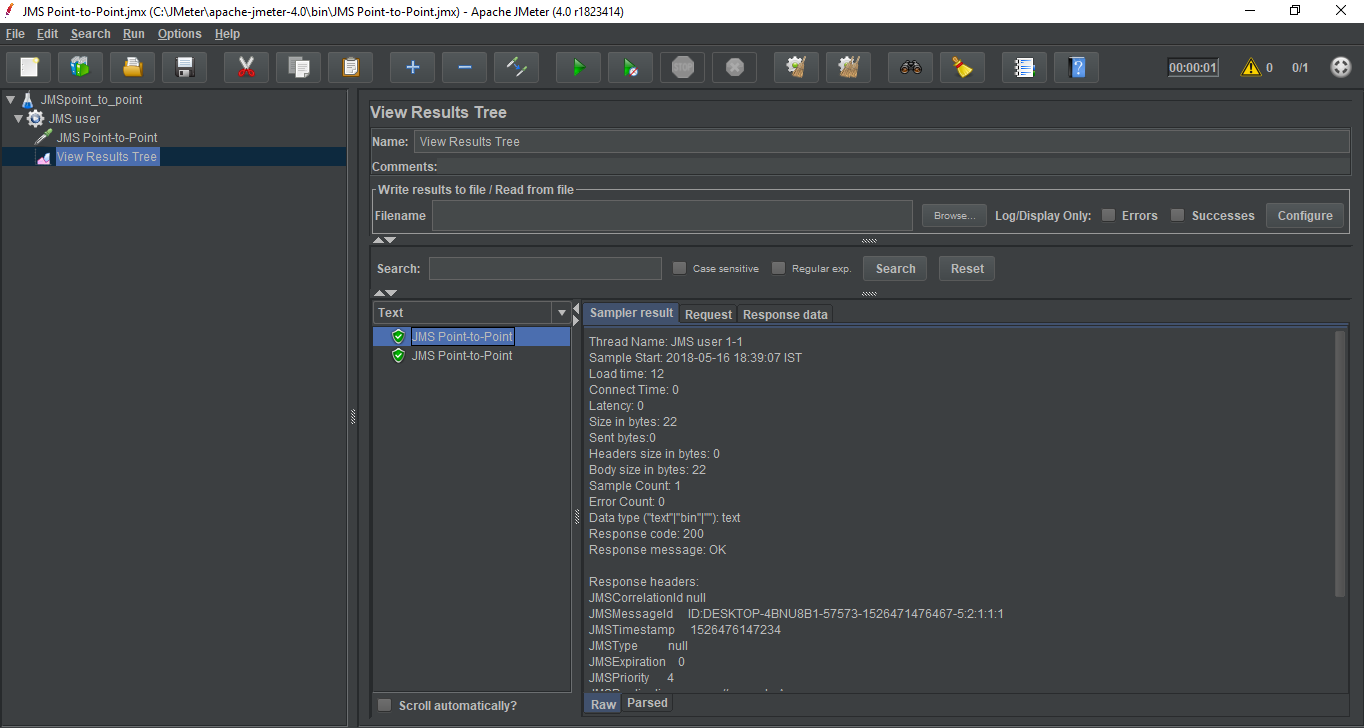 JMS Point-to-Point.jmx (C:\JMeter\apache-jmeter-4.0\bin\JMS Point-to-Point.jmx) - Apache JMeter (4.0 r1823414)
File Edit Search Run Options Help
STOP 00:00:01 0 0/1
JMSpoint_to_point
JMS user
JMS Point-to-Point
View Results Tree
View Results Tree
Name: View Results Tree
Comments:
Write results to file / Read from file
Filename Browse... Log/Display Only: Errors Successes Configure
Search: Case sensitive Regular exp. Search Reset
Text
JMS Point-to-Point
JMS Point-to-Point
Scroll automatically?
Sampler result Request Response data
Thread Name: JMS user 1-1
Sample Start: 2018-05-16 18:39:07 IST
Load time: 12
Connect Time: 0
Latency: 0
Size in bytes: 22
Sent bytes:0
Headers size in bytes: 0
Body size in bytes: 22
Sample Count: 1
Error Count: 0
Data type ("text"|"bin"|""): text
Response code: 200
Response message: OK
Response headers:
JMSCorrelationId null
JMSMessageId ID:DESKTOP-4BNU8B1-57573-1526471476467-5:2:1:1:1
JMSTimestamp 1526476147234
JMSType null
JMSExpiration 0
JMSPriority 4
Raw Parsed